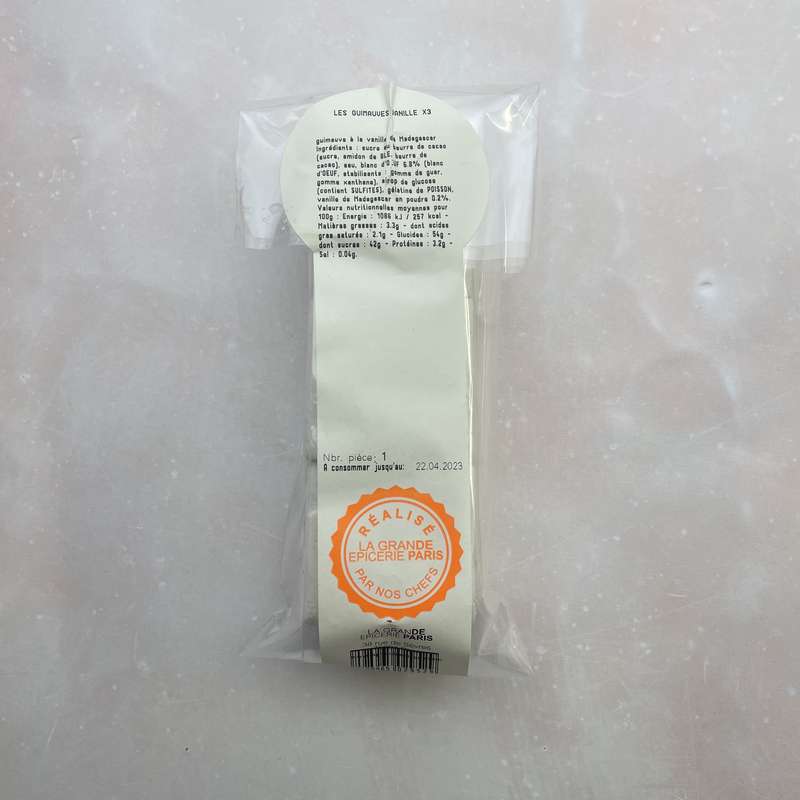 LES GUIMAUVES VANILLE X3
guimauve à la vanille de Madagascar
Ingrédients : sucre beurre de cacao
(sucre, amidon de BLE, beurre de
cacao), eau, blanc d'OEUF 6.8% (blanc
d'OEUF, stabilisants : gomme de guar,
gomme xanthane), sirop de glucose
(contient SULFITES), gélatine de POISSON,
vanille de Madagascar en poudre 0.2%.
Valeurs nutritionnelles moyennes pour
100g : Energie : 1086 kJ / 257 kcal -
Matières grasses : 3.3g - dont acides
gras saturés : 2.1g - Glucides : 54g -
dont sucres : 42g - Protéines : 3.2g -
Sel : 0.04g.
Nbr. pièce: 1
A consommer jusqu'au: 22.04.2023
RÉALISÉ
LA GRANDE
EPICERIE PARIS
PAR NOS CHEFS
LA GRANDE
EPICERIE PARIS
38 rue de Sèvres